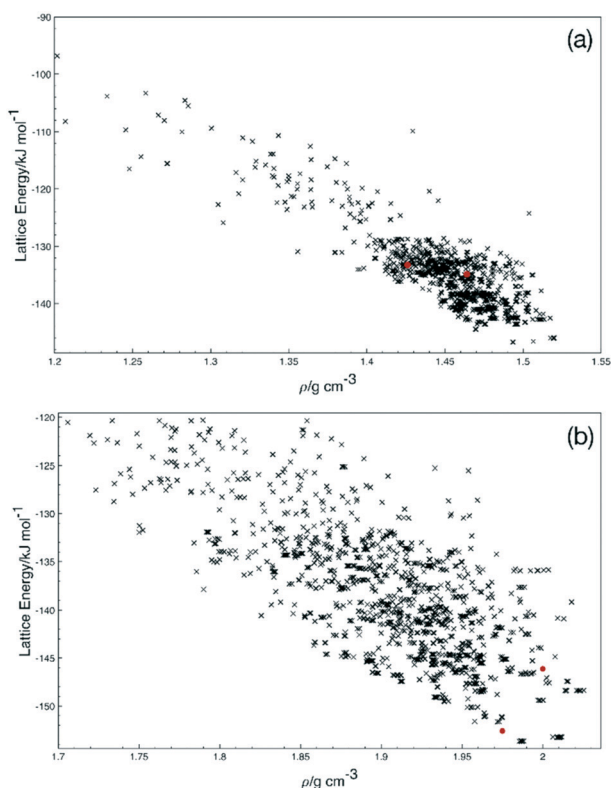 (a)
Lattice Energy/kJ mol⁻¹
-90
-100
-110
-120
-130
-140
1.2 1.25 1.3 1.35 1.4 1.45 1.5 1.55
ρ/g cm⁻³
(b)
Lattice Energy/kJ mol⁻¹
-120
-125
-130
-135
-140
-145
-150
1.7 1.75 1.8 1.85 1.9 1.95 2
ρ/g cm⁻³